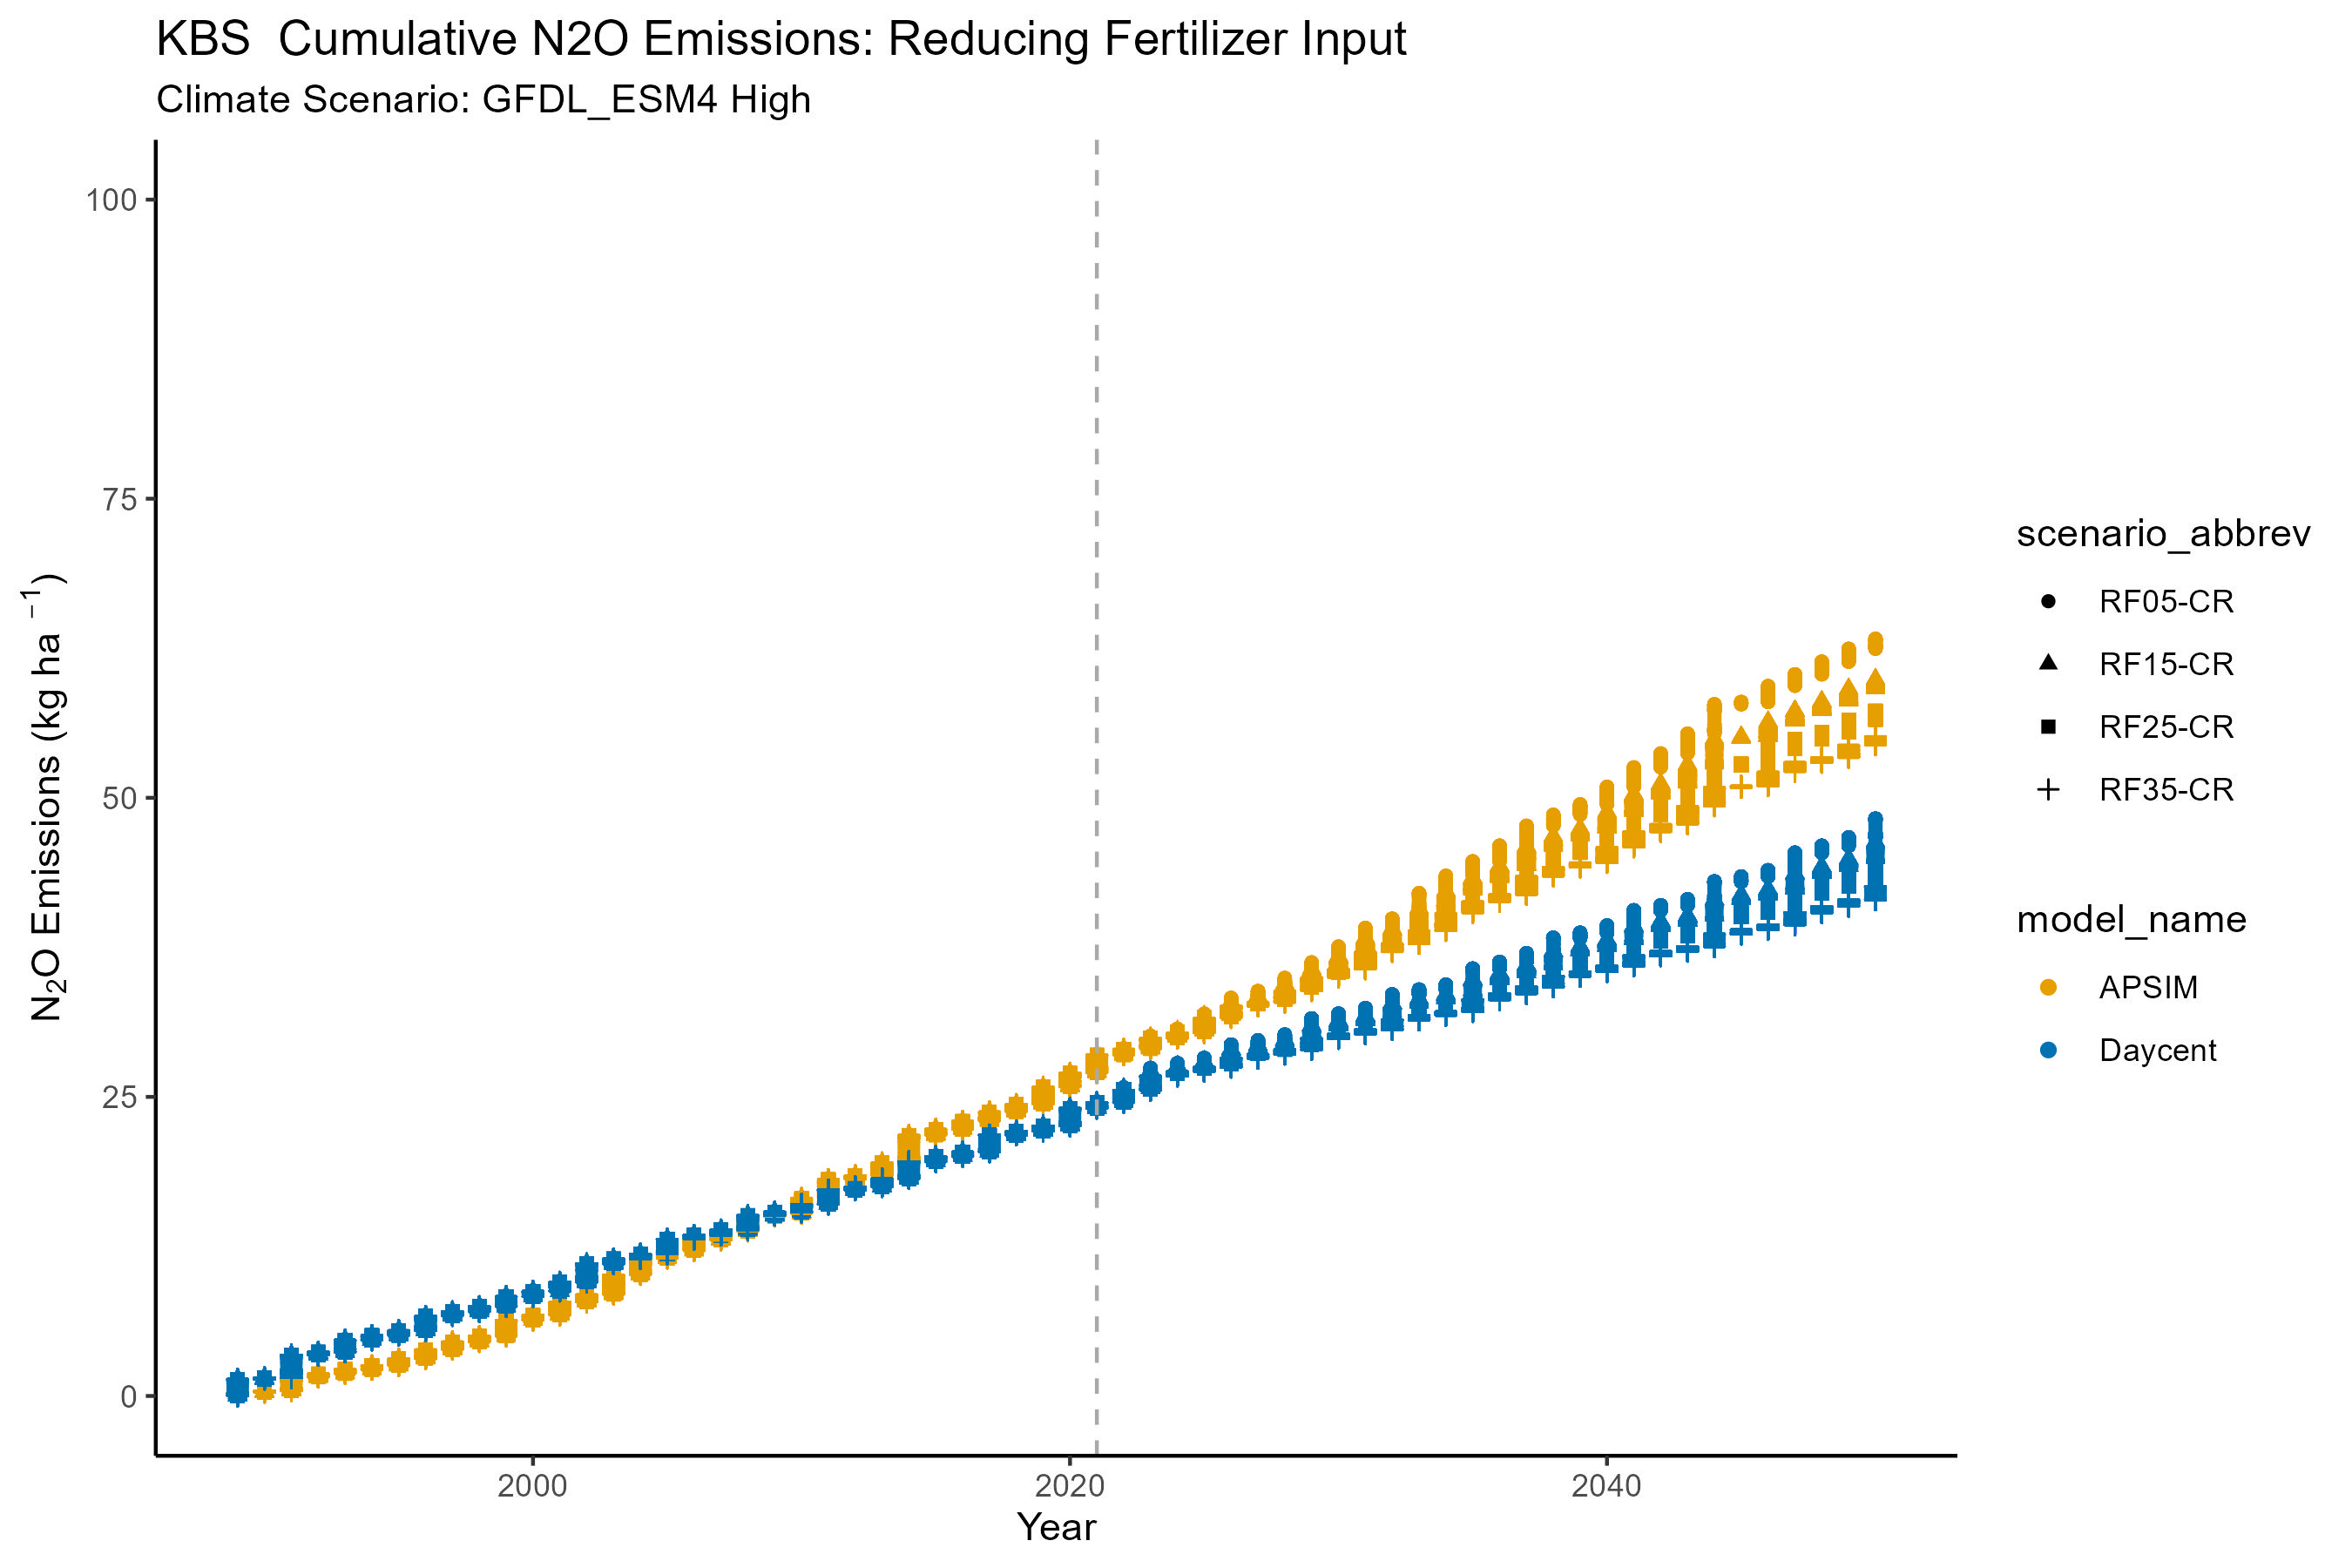 KBS  Cumulative N2O Emissions: Reducing Fertilizer Input
Climate Scenario: GFDL_ESM4 High
N₂O Emissions (kg ha ⁻¹)
100
75
50
25
0
2000
2020
2040
Year
scenario_abbrev
RF05-CR
RF15-CR
RF25-CR
RF35-CR
model_name
APSIM
Daycent